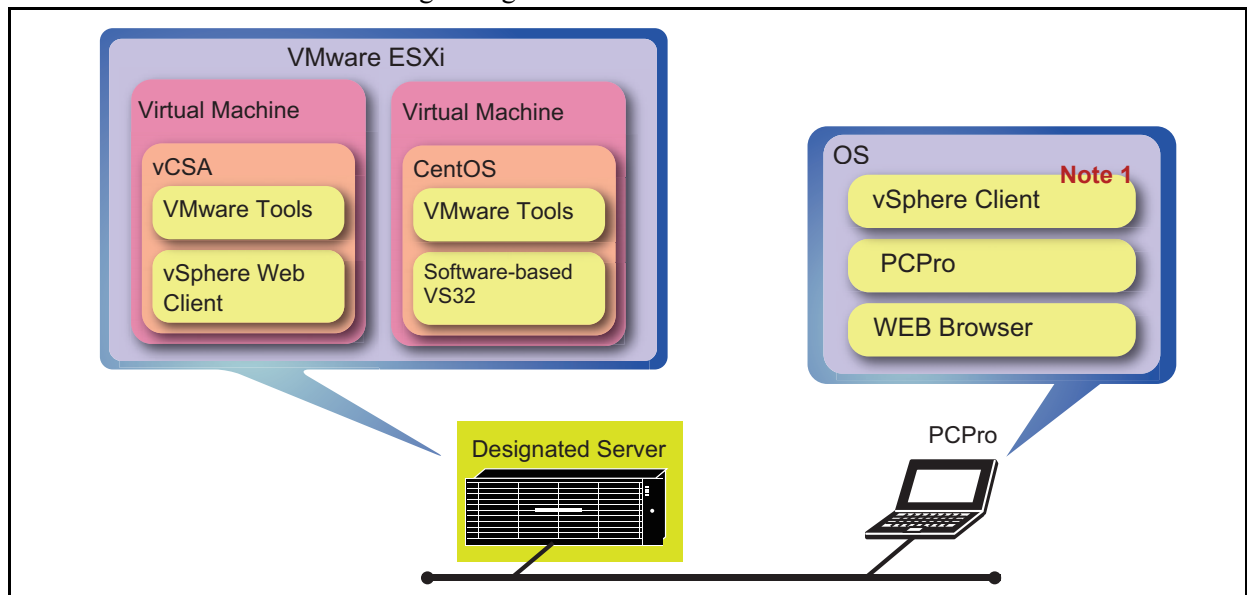 VMware ESXi
Virtual Machine
vCSA
VMware Tools
vSphere Web
Client
Virtual Machine
CentOS
VMware Tools
Software-based
VS32
OS
Note 1
vSphere Client
PCPro
WEB Browser
Designated Server
PCPro